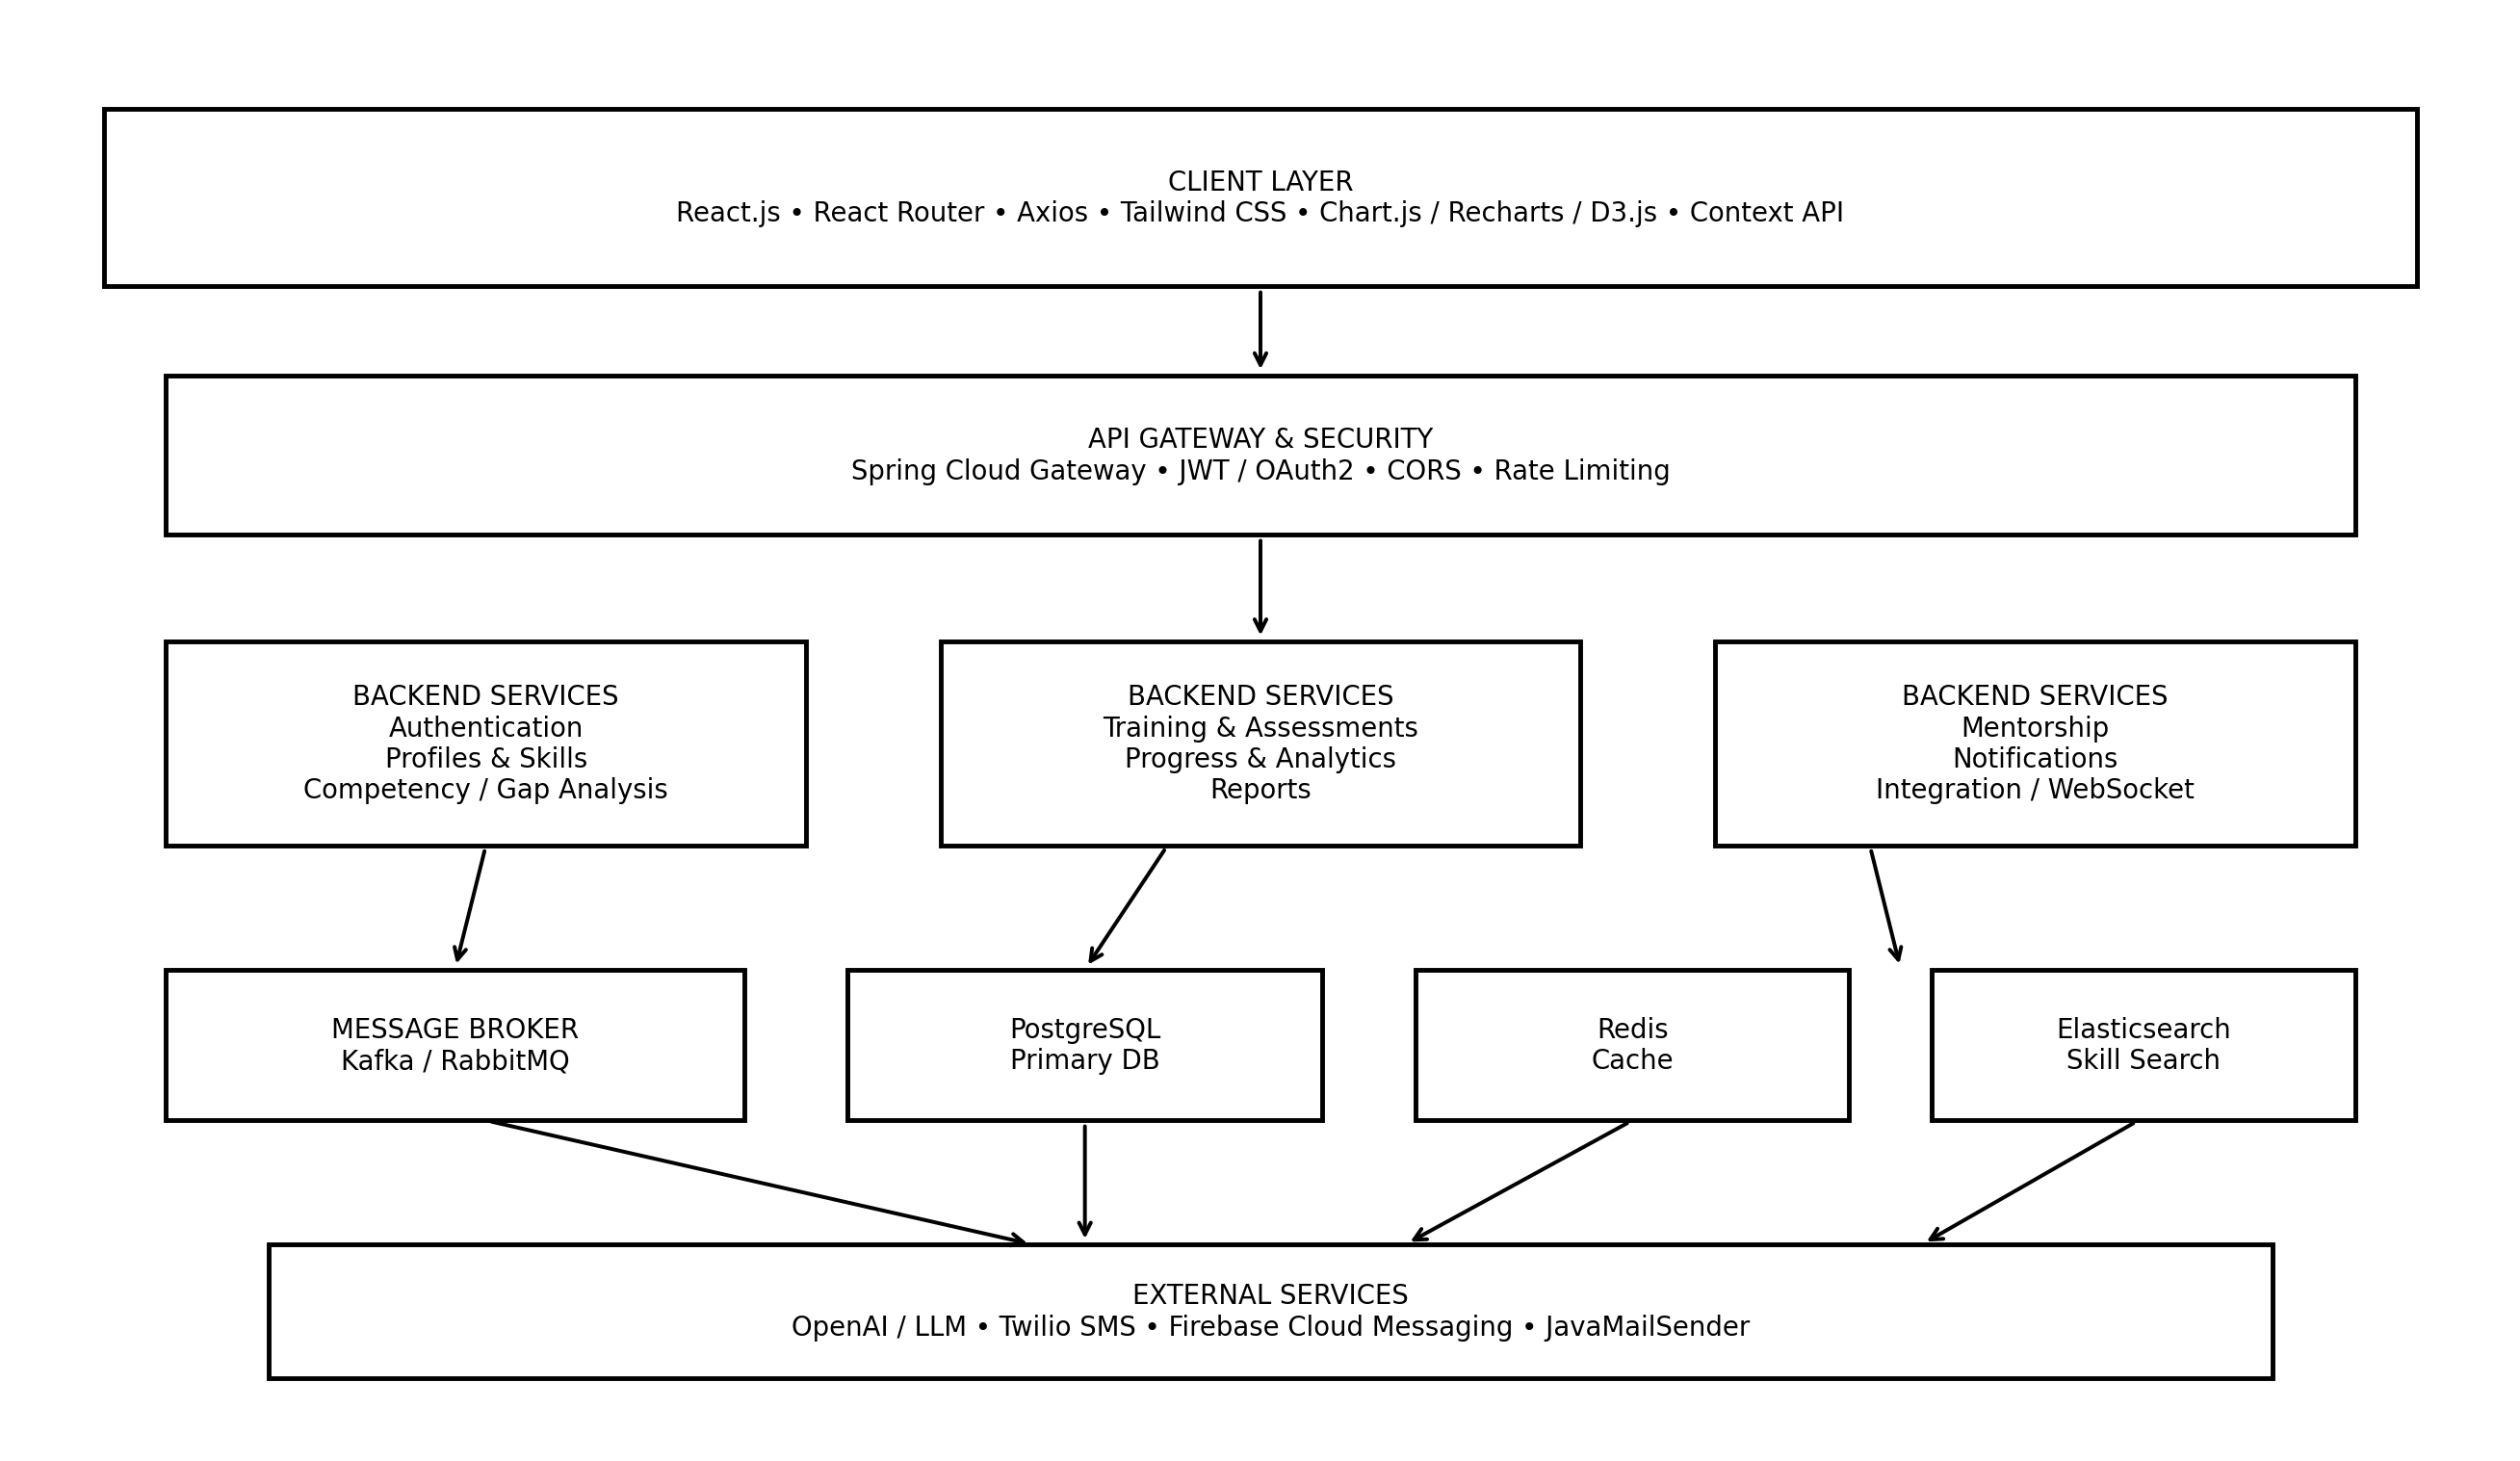 CLIENT LAYER
React.js • React Router • Axios • Tailwind CSS • Chart.js / Recharts / D3.js • Context API
API GATEWAY & SECURITY
Spring Cloud Gateway • JWT / OAuth2 • CORS • Rate Limiting
BACKEND SERVICES
Authentication
Profiles & Skills
Competency / Gap Analysis
BACKEND SERVICES
Training & Assessments
Progress & Analytics
Reports
BACKEND SERVICES
Mentorship
Notifications
Integration / WebSocket
MESSAGE BROKER
Kafka / RabbitMQ
PostgreSQL
Primary DB
Redis
Cache
Elasticsearch
Skill Search
EXTERNAL SERVICES
OpenAI / LLM • Twilio SMS • Firebase Cloud Messaging • JavaMailSender